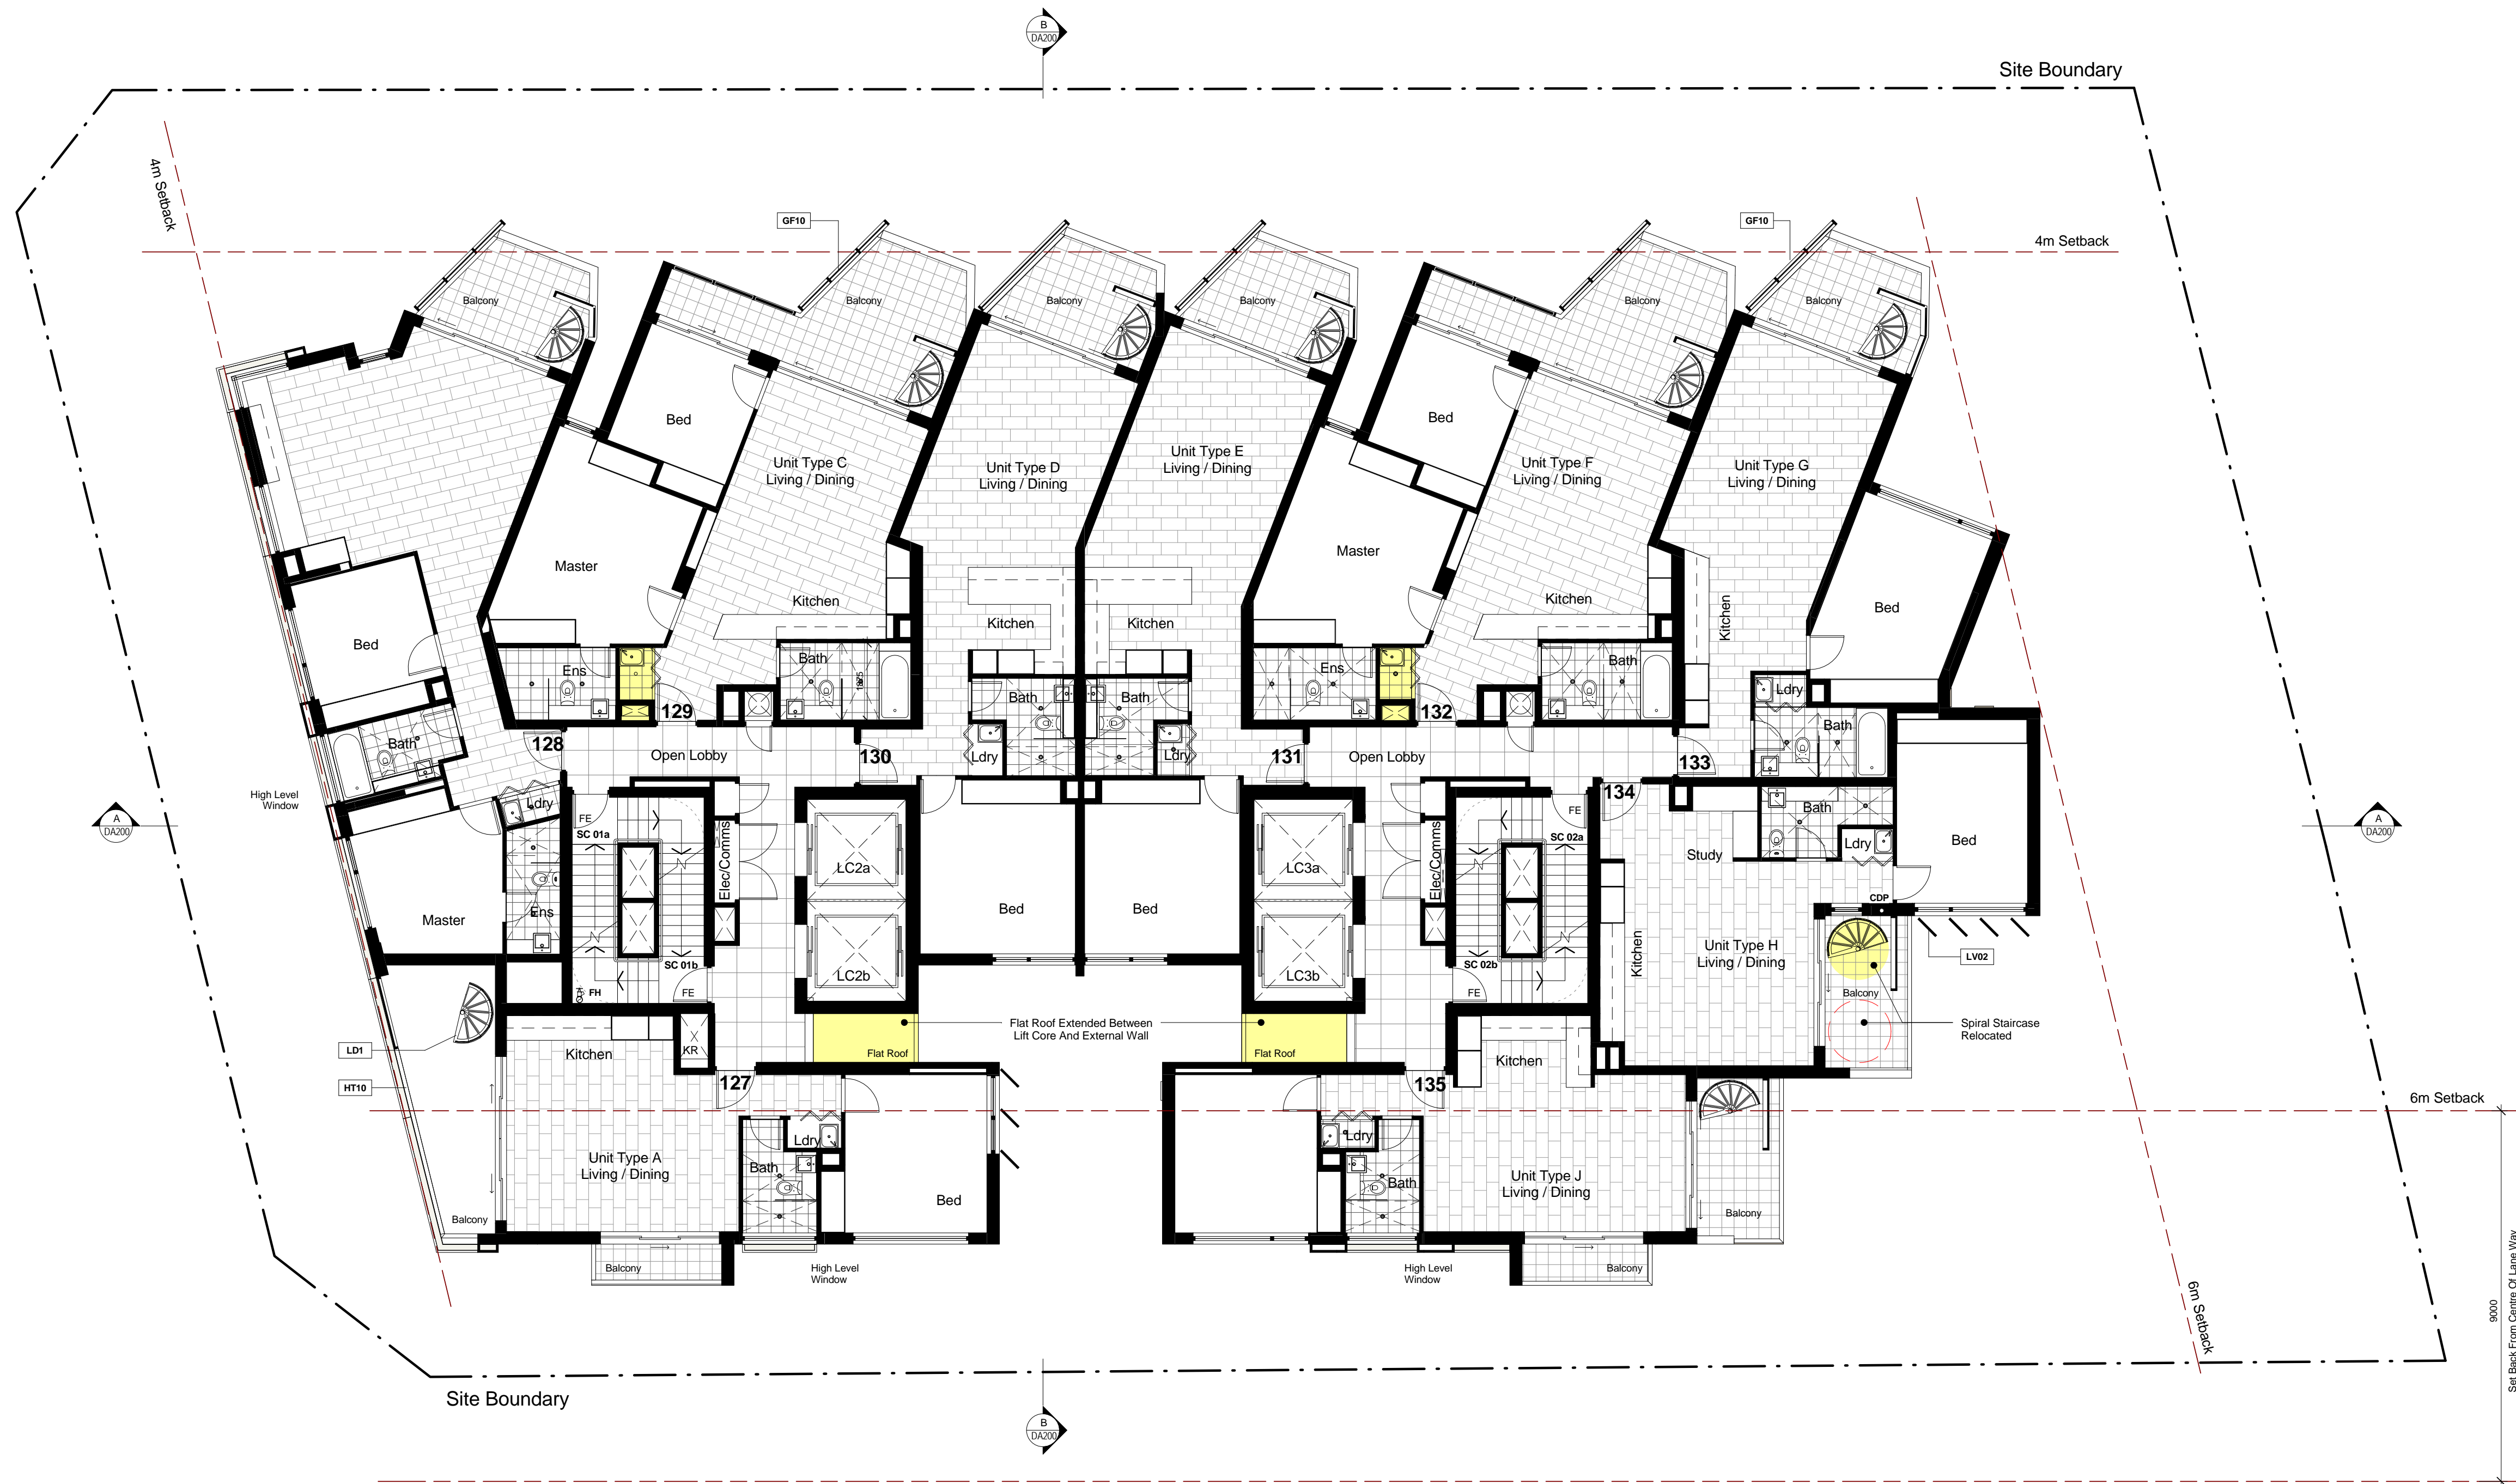 B
DA200
Site Boundary
4m Setback
GF10
GF10
4m Setback
Balcony
Balcony
Balcony
Balcony
Balcony
Balcony
Bed
Bed
Unit Type C
Living / Dining
Unit Type D
Living / Dining
Unit Type E
Living / Dining
Unit Type F
Living / Dining
Unit Type G
Living / Dining
Master
Master
Kitchen
Kitchen
Kitchen
Kitchen
Kitchen
Bed
Bed
Ens
Bath
1825
Bath
Bath
Ens
Bath
Ldry
Bath
129
132
128
Open Lobby
130
Ldry
Ldry
131
Open Lobby
133
Bath
High Level
Window
Ldry
134
Bath
A
DA200
A
DA200
FE
SC 01a
Elec/Comms
LC2a
LC3a
Elec/Comms
FE
SC 02a
Study
Ldry
Bed
CDP
Master
Ens
Bed
Bed
Kitchen
Unit Type H
Living / Dining
LV02
SC 01b
LC2b
LC3b
SC 02b
FH
FE
FE
Balcony
Flat Roof Extended Between
Lift Core And External Wall
Spiral Staircase
Relocated
LD1
Kitchen
KR
Flat Roof
Flat Roof
Kitchen
HT10
127
135
6m Setback
Unit Type A
Living / Dining
Ldry
Bath
Bed
Ldry
Bath
Unit Type J
Living / Dining
Balcony
Balcony
Balcony
High Level
Window
High Level
Window
Balcony
6m Setback
9000
Set Back From Centre Of Lane Way
Site Boundary
B
DA200